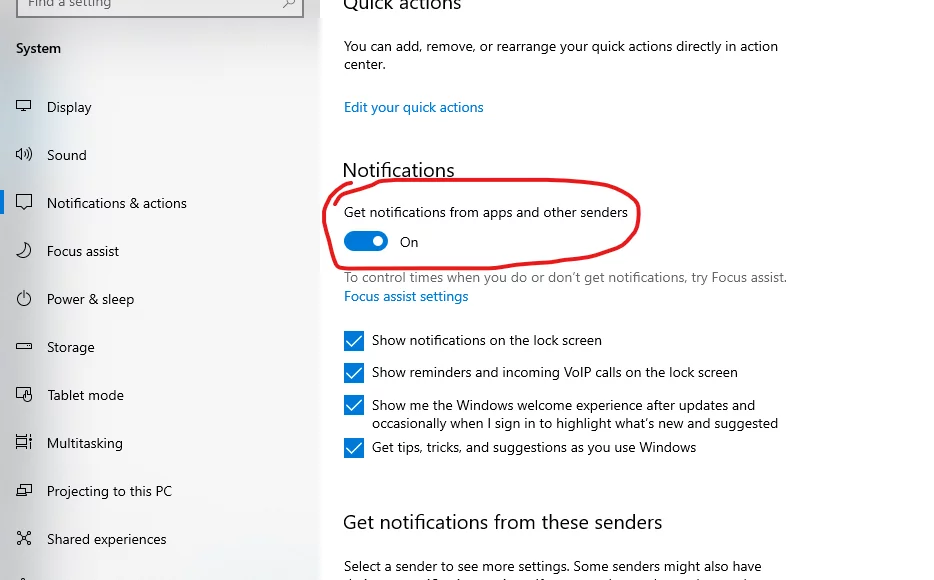 Find a setting
System
Display
Sound
Notifications & actions
Focus assist
Power & sleep
Storage
Tablet mode
Multitasking
Projecting to this PC
Shared experiences
Quick actions
You can add, remove, or rearrange your quick actions directly in action
center.
Edit your quick actions
Notifications
Get notifications from apps and other senders
On
To control times when you do or don't get notifications, try Focus assist.
Focus assist settings
Show notifications on the lock screen
Show reminders and incoming VoIP calls on the lock screen
Show me the Windows welcome experience after updates and
occasionally when I sign in to highlight what's new and suggested
Get tips, tricks, and suggestions as you use Windows
Get notifications from these senders
Select a sender to see more settings. Some senders might also have